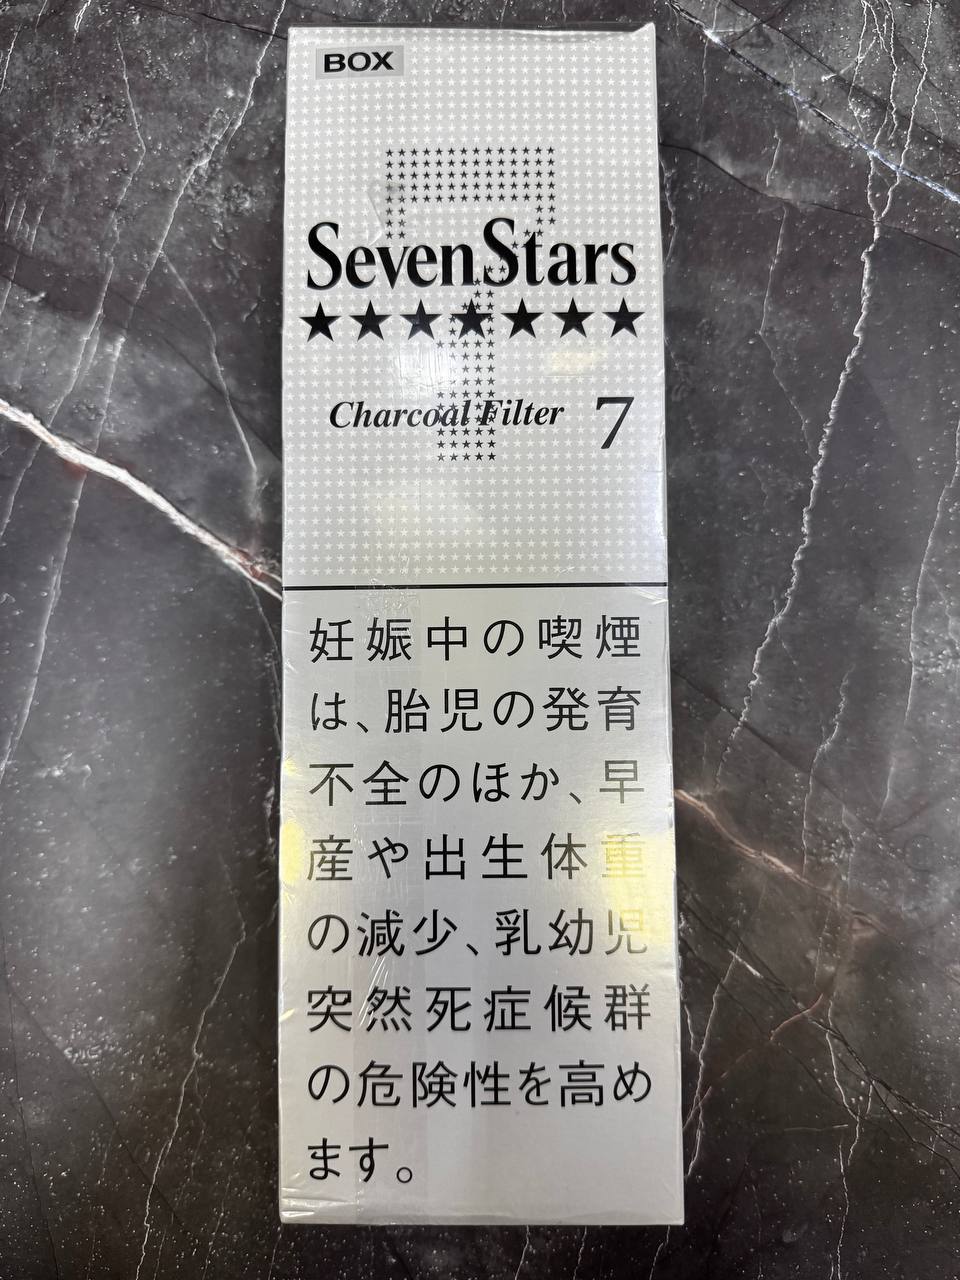 BOX
SevenStars
★★★★★★★
Charcoal Filter 7
妊娠中の喫煙
は、胎児の発育
不全のほか、早
産や出生体重
の減少、乳幼児
突然死症候群
の危険性を高め
ます。